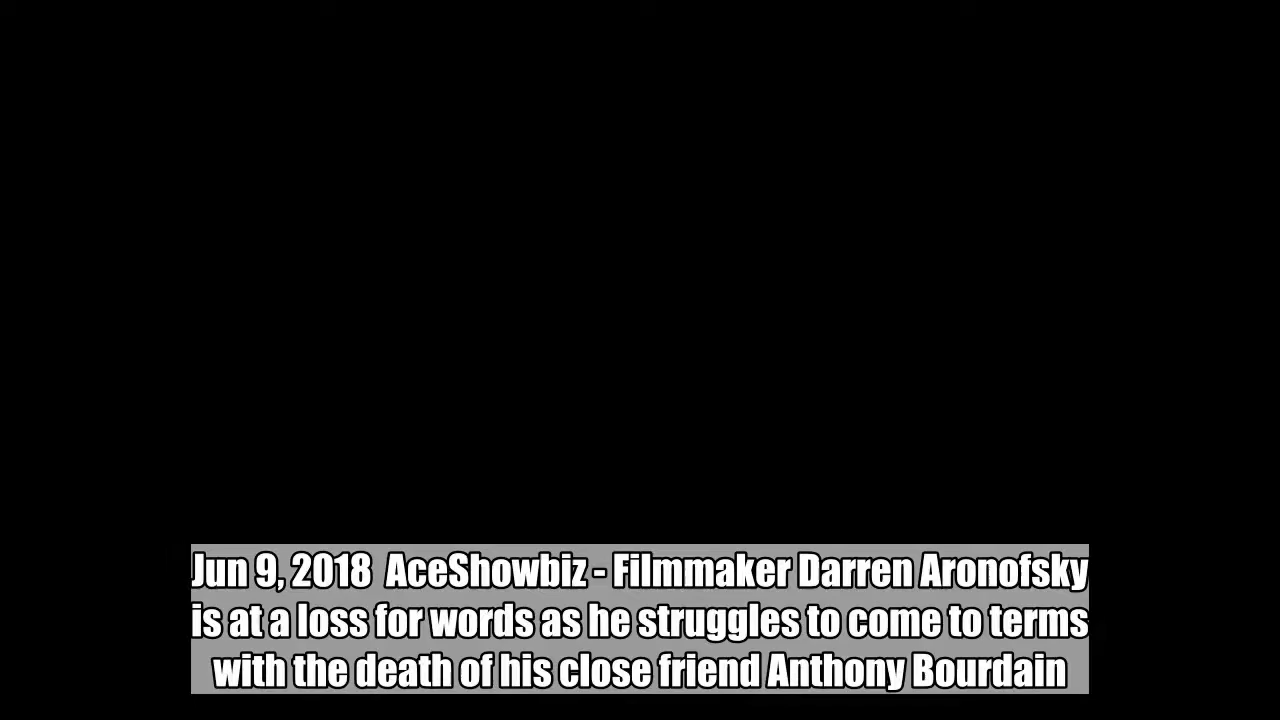 Jun 9, 2018  AceShowbiz - Filmmaker Darren Aronofsky
is at a loss for words as he struggles to come to terms
with the death of his close friend Anthony Bourdain